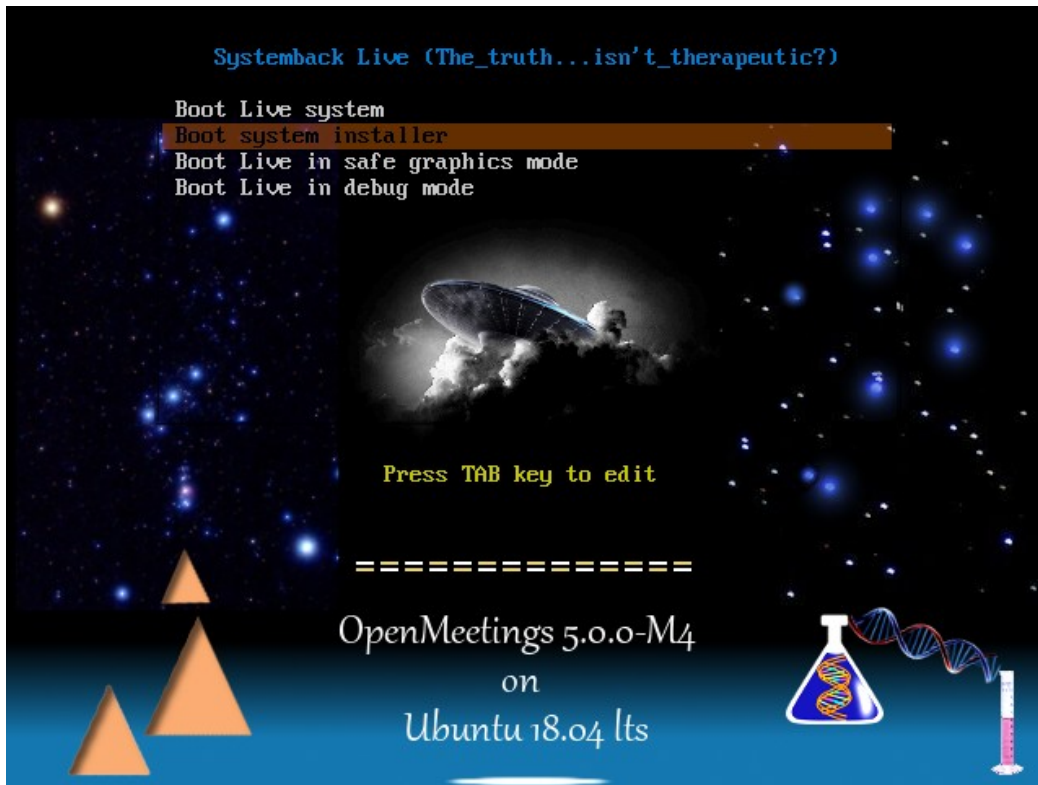 Systemback Live (The_truth...isn't_therapeutic?)
Boot Live system
Boot system installer
Boot Live in safe graphics mode
Boot Live in debug mode
Press TAB key to edit
==============
OpenMeetings 5.0.0-M4
on
Ubuntu 18.04 lts